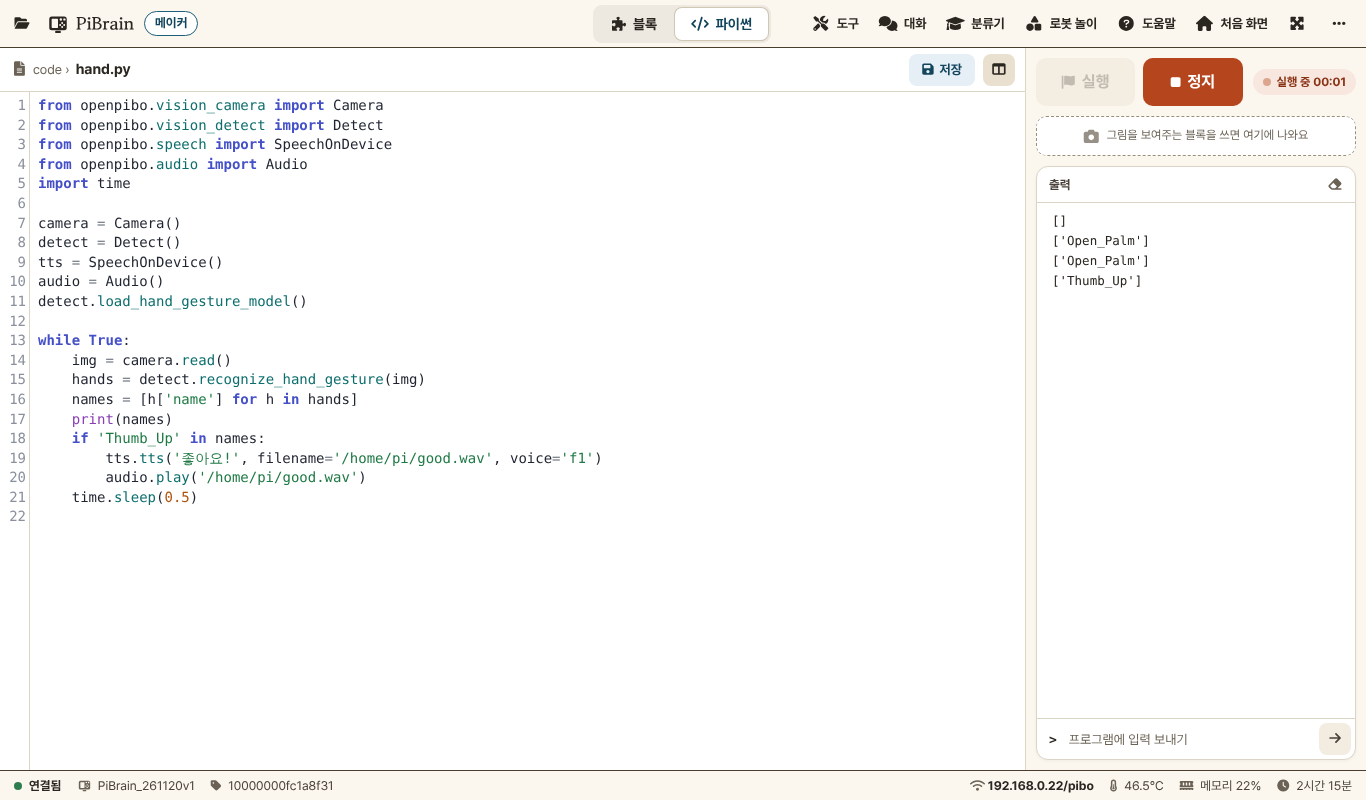 PiBrain 메이커 블록 </> 파이썬 도구 대화 분류기 로봇 놀이 도움말 처음 화면
code › hand.py 저장
실행 정지 실행 중 00:01
그림을 보여주는 블록을 쓰면 여기에 나와요
1 from openpibo.vision_camera import Camera
2 from openpibo.vision_detect import Detect
3 from openpibo.speech import SpeechOnDevice
4 from openpibo.audio import Audio
5 import time
6
7 camera = Camera()
8 detect = Detect()
9 tts = SpeechOnDevice()
10 audio = Audio()
11 detect.load_hand_gesture_model()
12
13 while True:
14     img = camera.read()
15     hands = detect.recognize_hand_gesture(img)
16     names = [h['name'] for h in hands]
17     print(names)
18     if 'Thumb_Up' in names:
19         tts.tts('좋아요!', filename='/home/pi/good.wav', voice='f1')
20         audio.play('/home/pi/good.wav')
21     time.sleep(0.5)
22
출력
[]
['Open_Palm']
['Open_Palm']
['Thumb_Up']
> 프로그램에 입력 보내기
연결됨 PiBrain_261120v1 10000000fc1a8f31 192.168.0.22/pibo 46.5°C 메모리 22% 2시간 15분